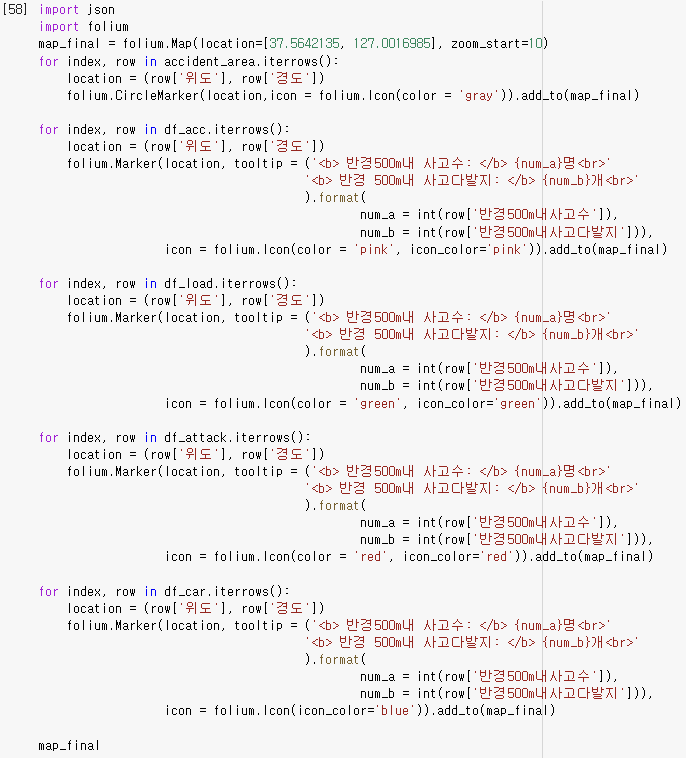 [58] import json
import folium
map_final = folium.Map(location=[37.5642135, 127.0016985], zoom_start=10)
for index, row in accident_area.iterrows():
    location = (row['위도'], row['경도'])
    folium.CircleMarker(location,icon = folium.Icon(color = 'gray')).add_to(map_final)

for index, row in df_acc.iterrows():
    location = (row['위도'], row['경도'])
    folium.Marker(location, tooltip = ('<b> 반경500m내 사고수: </b> {num_a}명<br>'
                                      '<b> 반경 500m내 사고다발지: </b> {num_b}개<br>'
                                      ).format(
                                              num_a = int(row['반경500m내사고수']),
                                              num_b = int(row['반경500m내사고다발지'])),
                  icon = folium.Icon(color = 'pink', icon_color='pink')).add_to(map_final)

for index, row in df_load.iterrows():
    location = (row['위도'], row['경도'])
    folium.Marker(location, tooltip = ('<b> 반경500m내 사고수: </b> {num_a}명<br>'
                                      '<b> 반경 500m내 사고다발지: </b> {num_b}개<br>'
                                      ).format(
                                              num_a = int(row['반경500m내사고수']),
                                              num_b = int(row['반경500m내사고다발지'])),
                  icon = folium.Icon(color = 'green', icon_color='green')).add_to(map_final)

for index, row in df_attack.iterrows():
    location = (row['위도'], row['경도'])
    folium.Marker(location, tooltip = ('<b> 반경500m내 사고수: </b> {num_a}명<br>'
                                      '<b> 반경 500m내 사고다발지: </b> {num_b}개<br>'
                                      ).format(
                                              num_a = int(row['반경500m내사고수']),
                                              num_b = int(row['반경500m내사고다발지'])),
                  icon = folium.Icon(color = 'red', icon_color='red')).add_to(map_final)

for index, row in df_car.iterrows():
    location = (row['위도'], row['경도'])
    folium.Marker(location, tooltip = ('<b> 반경500m내 사고수: </b> {num_a}명<br>'
                                      '<b> 반경 500m내 사고다발지: </b> {num_b}개<br>'
                                      ).format(
                                              num_a = int(row['반경500m내사고수']),
                                              num_b = int(row['반경500m내사고다발지'])),
                  icon = folium.Icon(icon_color='blue')).add_to(map_final)

map_final